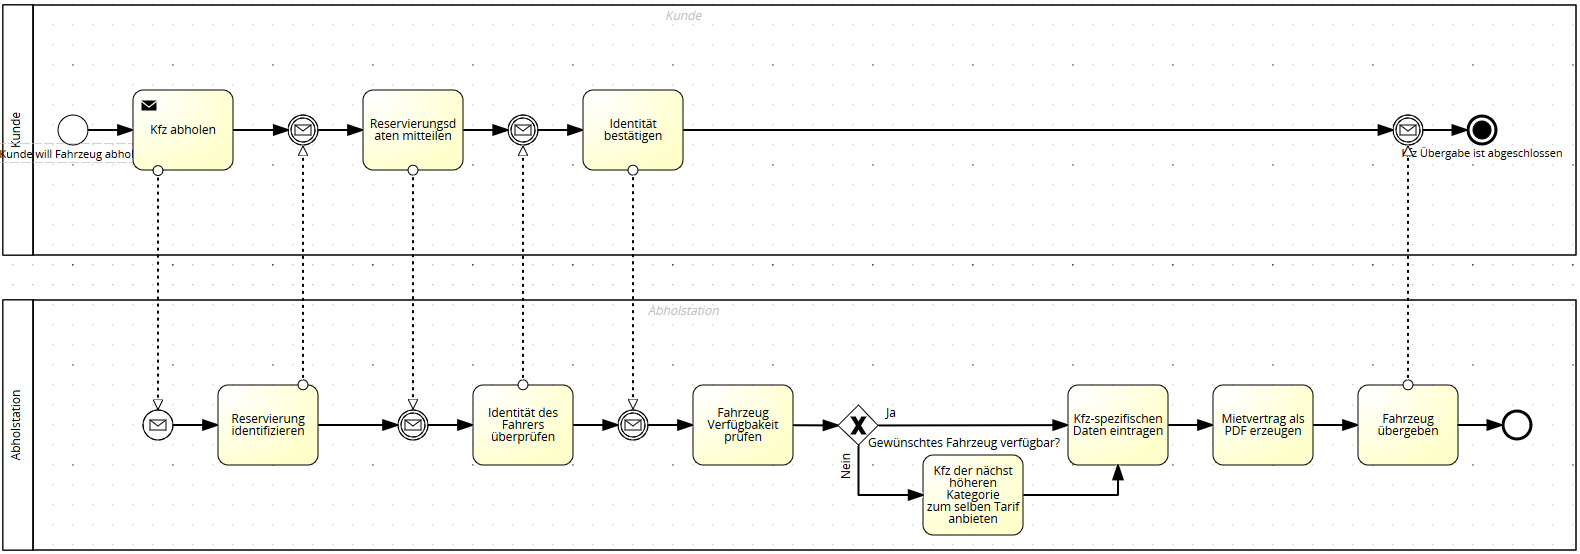 Kunde
Kunde
Kunde will Fahrzeug abhol
Kfz abholen
Reservierungsd
aten mitteilen
Identität
bestätigen
Übergabe ist abgeschlossen
Abholstation
Abholstation
Reservierung
identifizieren
Identität des
Fahrers
überprüfen
Fahrzeug
Verfügbakeit
prüfen
Ja
Gewünschtes Fahrzeug verfügbar?
Nein
Kfz der nächst
höheren
Kategorie
zum selben Tarif
anbieten
Kfz-spezifischen
Daten eintragen
Mietvertrag als
PDF erzeugen
Fahrzeug
übergeben